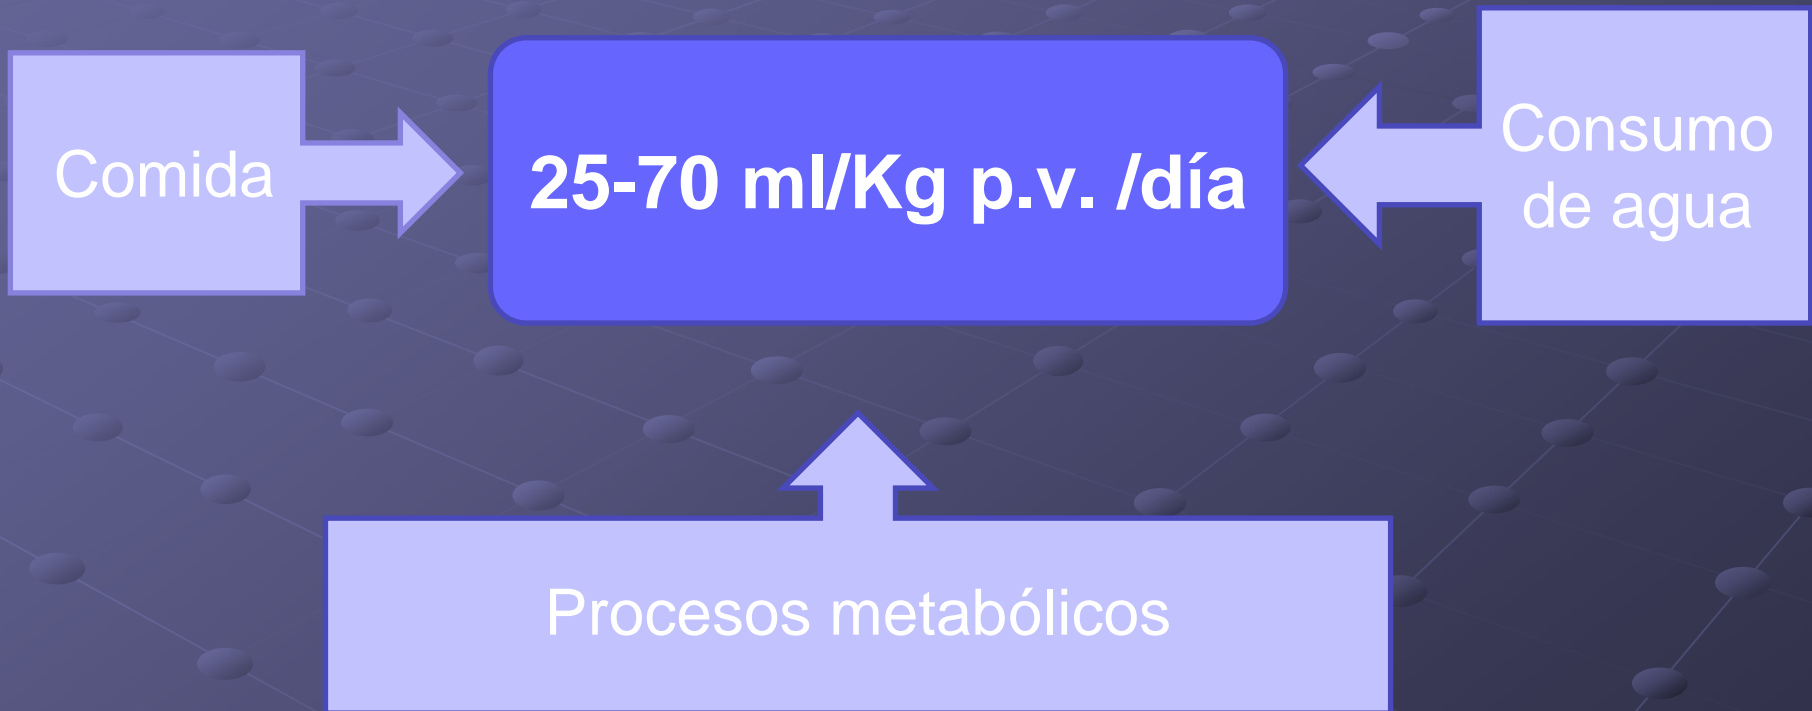 Comida
25-70 ml/Kg p.v. /día
Consumo
de agua
Procesos metabólicos